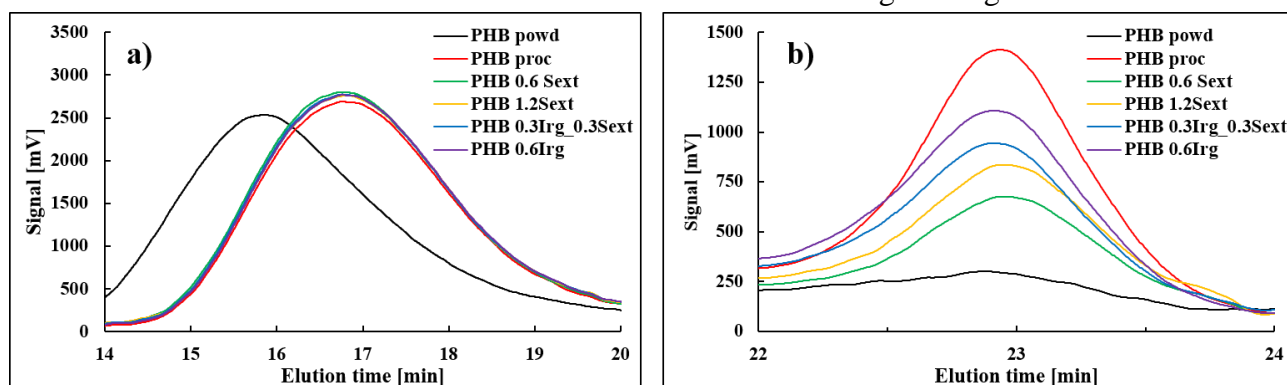 a)
PHB powd
PHB proc
PHB 0.6 Sext
PHB 1.2Sext
PHB 0.3Irg_0.3Sext
PHB 0.6Irg
Signal [mV]
3500
3000
2500
2000
1500
1000
500
0
14 15 16 17 18 19 20
Elution time [min]
b)
PHB powd
PHB proc
PHB 0.6 Sext
PHB 1.2Sext
PHB 0.3Irg_0.3Sext
PHB 0.6Irg
Signal [mV]
1500
1250
1000
750
500
250
0
22 23 24
Elution time [min]